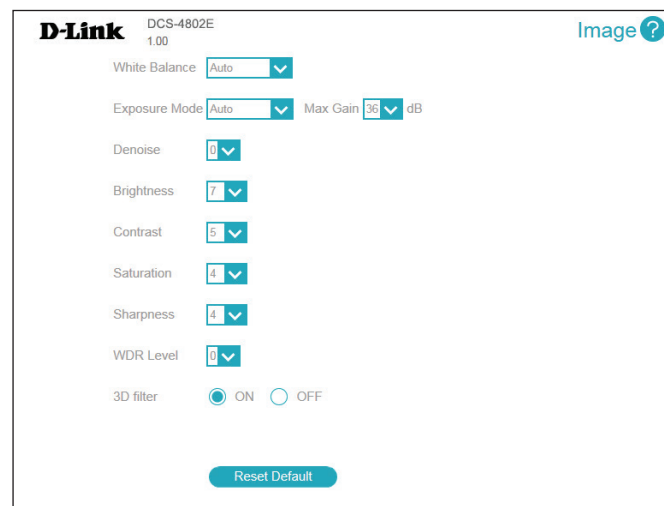 D-Link DCS-4802E Image ?
1.00
White Balance Auto
Exposure Mode Auto Max Gain 36 dB
Denoise 0
Brightness 7
Contrast 5
Saturation 4
Sharpness 4
WDR Level 0
3D filter ON OFF
Reset Default